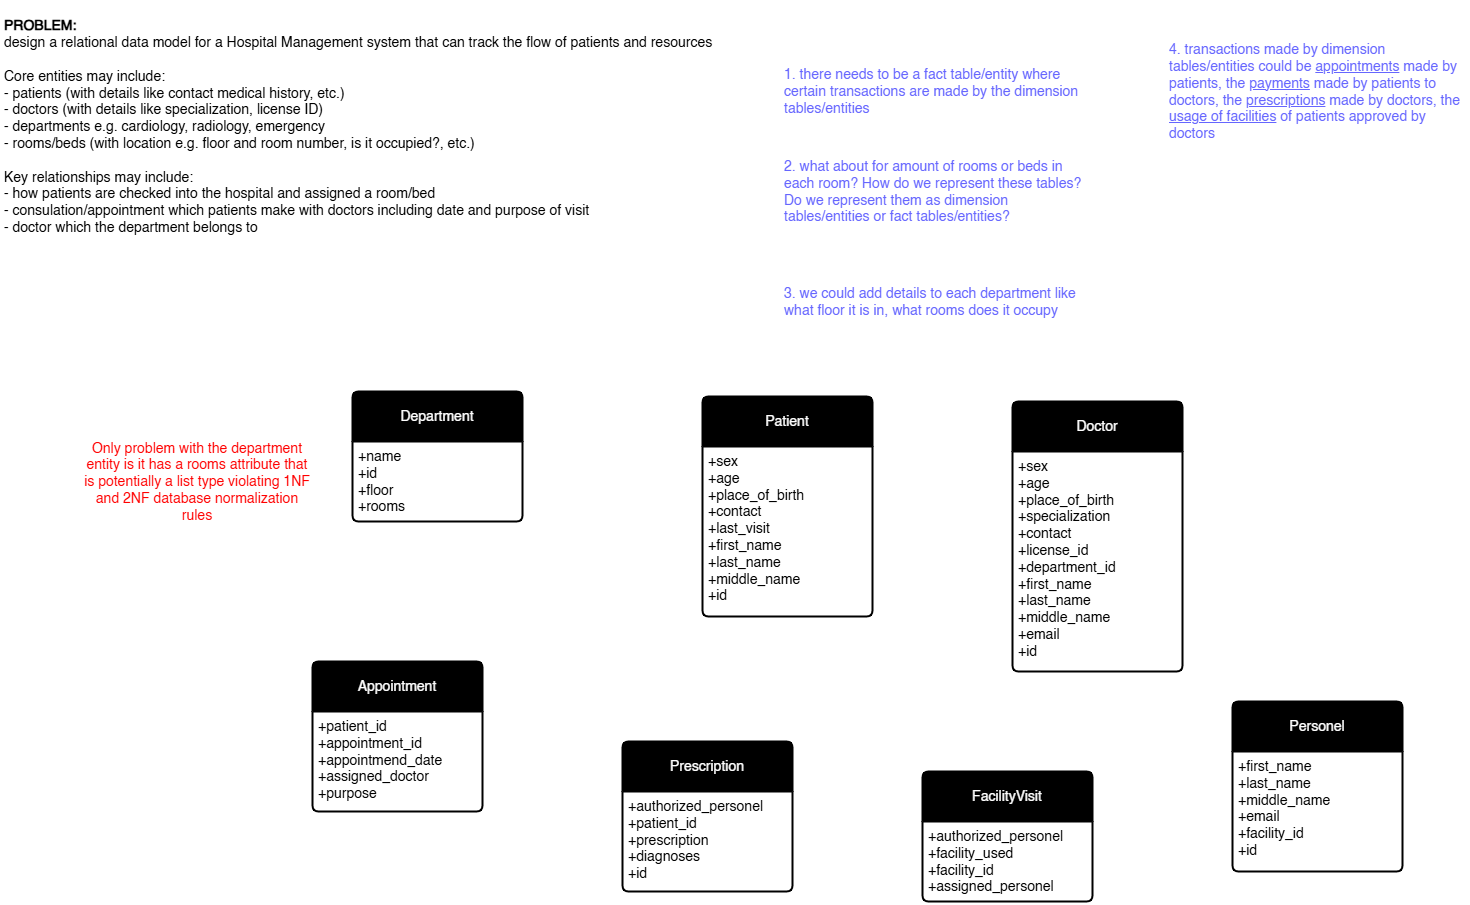 PROBLEM:
design a relational data model for a Hospital Management system that can track the flow of patients and resources
Core entities may include:
- patients (with details like contact medical history, etc.)
- doctors (with details like specialization, license ID)
- departments e.g. cardiology, radiology, emergency
- rooms/beds (with location e.g. floor and room number, is it occupied?, etc.)
Key relationships may include:
- how patients are checked into the hospital and assigned a room/bed
- consulation/appointment which patients make with doctors including date and purpose of visit
- doctor which the department belongs to
1. there needs to be a fact table/entity where
certain transactions are made by the dimension
tables/entities
2. what about for amount of rooms or beds in
each room? How do we represent these tables?
Do we represent them as dimension
tables/entities or fact tables/entities?
3. we could add details to each department like
what floor it is in, what rooms does it occupy
4. transactions made by dimension
tables/entities could be appointments made by
patients, the payments made by patients to
doctors, the prescriptions made by doctors, the
usage of facilities of patients approved by
doctors
Only problem with the department
entity is it has a rooms attribute that
is potentially a list type violating 1NF
and 2NF database normalization
rules
Department
+name
+id
+floor
+rooms
Patient
+sex
+age
+place_of_birth
+contact
+last_visit
+first_name
+last_name
+middle_name
+id
Doctor
+sex
+age
+place_of_birth
+specialization
+contact
+license_id
+department_id
+first_name
+last_name
+middle_name
+email
+id
Appointment
+patient_id
+appointment_id
+appointmend_date
+assigned_doctor
+purpose
Prescription
+authorized_personel
+patient_id
+prescription
+diagnoses
+id
FacilityVisit
+authorized_personel
+facility_used
+facility_id
+assigned_personel
Personel
+first_name
+last_name
+middle_name
+email
+facility_id
+id